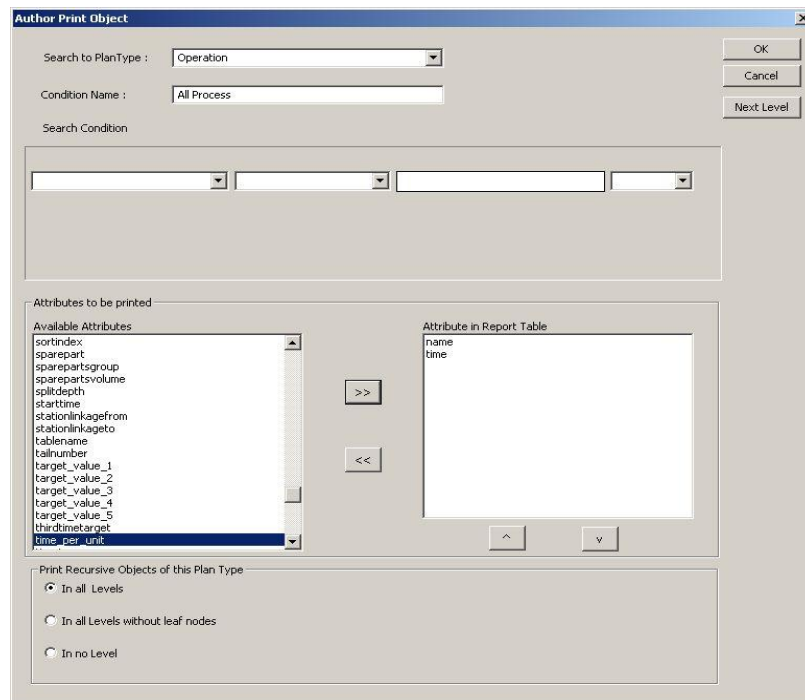 Author Print Object
Search to PlanType :
Operation
OK
Cancel
Condition Name :
All Process
Next Level
Search Condition
Attributes to be printed
Available Attributes
sortindex
sparepart
sparepartsgroup
sparepartsvolume
splitdepth
starttime
stationlinkagefrom
stationlinkageto
tablename
tailnumber
target_value_1
target_value_2
target_value_3
target_value_4
target_value_5
thirdtimetarget
time_per_unit
>>
<<
Attribute in Report Table
name
time
^
v
Print Recursive Objects of this Plan Type
In all Levels
In all Levels without leaf nodes
In no Level